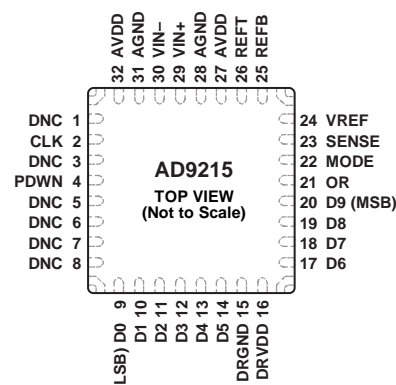 32 AVDD
31 AGND
30 VIN–
29 VIN+
28 AGND
27 AVDD
26 REFT
25 REFB
DNC 1
CLK 2
DNC 3
PDWN 4
DNC 5
DNC 6
DNC 7
DNC 8
AD9215
TOP VIEW
(Not to Scale)
24 VREF
23 SENSE
22 MODE
21 OR
20 D9 (MSB)
19 D8
18 D7
17 D6
LSB) D0 9
D1 10
D2 11
D3 12
D4 13
D5 14
DRGND 15
DRVDD 16